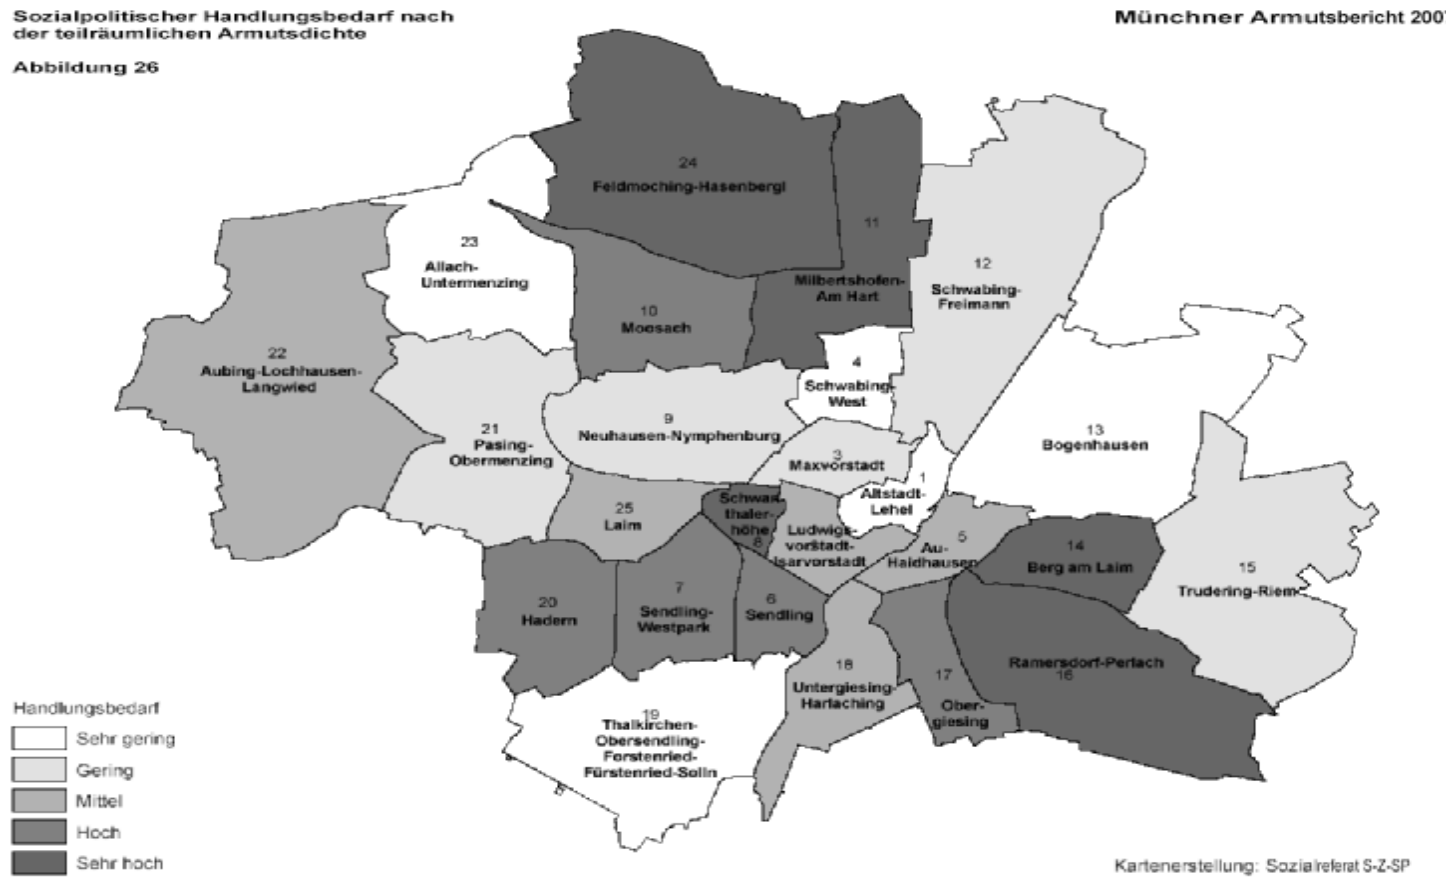 Sozialpolitischer Handlungsbedarf nach
der teilräumlichen Armutsdichte
Münchner Armutsbericht 2007
Abbildung 26
24
Feldmoching-Hasenbergl
11
Milbertshofen-
Am Hart
23
Allach-
Untermenzing
12
Schwabing-
Freimann
10
Moosach
22
Aubing-Lochhausen-
Langwied
4
Schwabing-
West
9
Neuhausen-Nymphenburg
21
Pasing-
Obermenzing
13
Bogenhausen
3
Maxvorstadt
1
Altstadt-
Lehel
25
Laim
Schwan-
thaler-
höhe
8
Ludwigs-
vorstadt-
Isarvorstadt
5
Au-
Haidhausen
14
Berg am Laim
15
Trudering-Riem
20
Hadern
7
Sendling-
Westpark
6
Sendling
18
Untergiesing-
Harlaching
17
Ober-
giesing
Ramersdorf-Perlach
16
19
Thalkirchen-
Obersendling-
Forstenried-
Fürstenried-Solln
Handlungsbedarf
Sehr gering
Gering
Mittel
Hoch
Sehr hoch
Kartenerstellung: Sozialreferat S-Z-SP